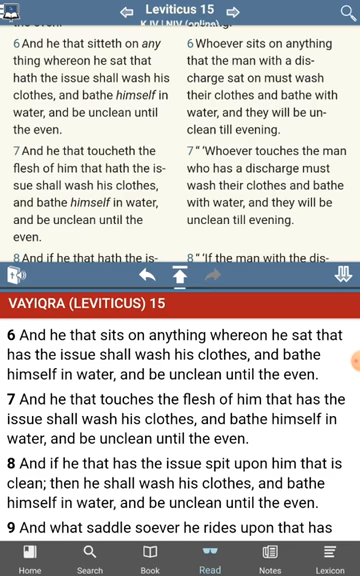 Leviticus 15
KJV | NIV (online)
6 And he that sitteth on any
thing whereon he sat that
hath the issue shall wash his
clothes, and bathe himself in
water, and be unclean until
the even.
7 And he that toucheth the
flesh of him that hath the is-
sue shall wash his clothes,
and bathe himself in water,
and be unclean until the
even.
8 And if he that hath the is-
6 Whoever sits on anything
that the man with a dis-
charge sat on must wash
their clothes and bathe with
water, and they will be un-
clean till evening.
7 “ ‘Whoever touches the man
who has a discharge must
wash their clothes and bathe
with water, and they will be
unclean till evening.
8 “ ‘If the man with the dis-
VAYIQRA (LEVITICUS) 15
6 And he that sits on anything whereon he sat that
has the issue shall wash his clothes, and bathe
himself in water, and be unclean until the even.
7 And he that touches the flesh of him that has the
issue shall wash his clothes, and bathe himself in
water, and be unclean until the even.
8 And if he that has the issue spit upon him that is
clean; then he shall wash his clothes, and bathe
himself in water, and be unclean until the even.
9 And what saddle soever he rides upon that has
Home
Search
Book
Read
Notes
Lexicon